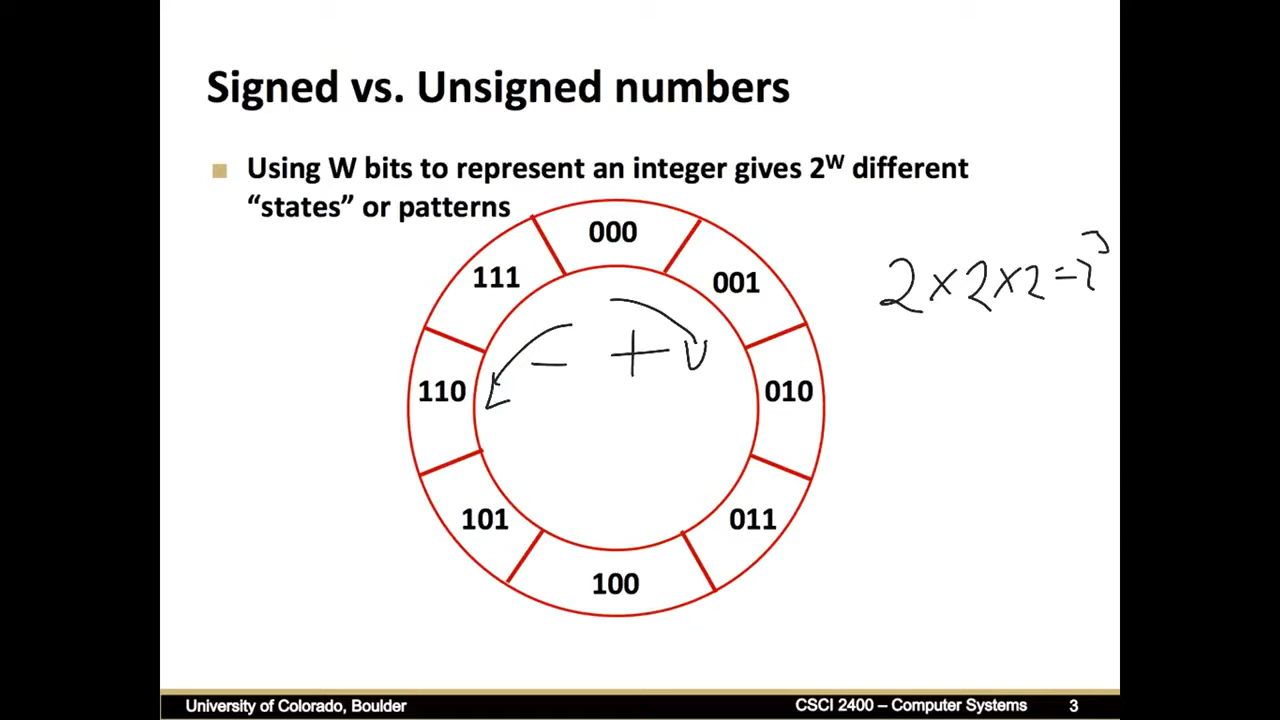 Signed vs. Unsigned numbers
Using W bits to represent an integer gives 2^W different
“states” or patterns
000
111
001
2 × 2 × 2 = 2^3
- +
110
010
101
011
100
University of Colorado, Boulder
CSCI 2400 – Computer Systems
3